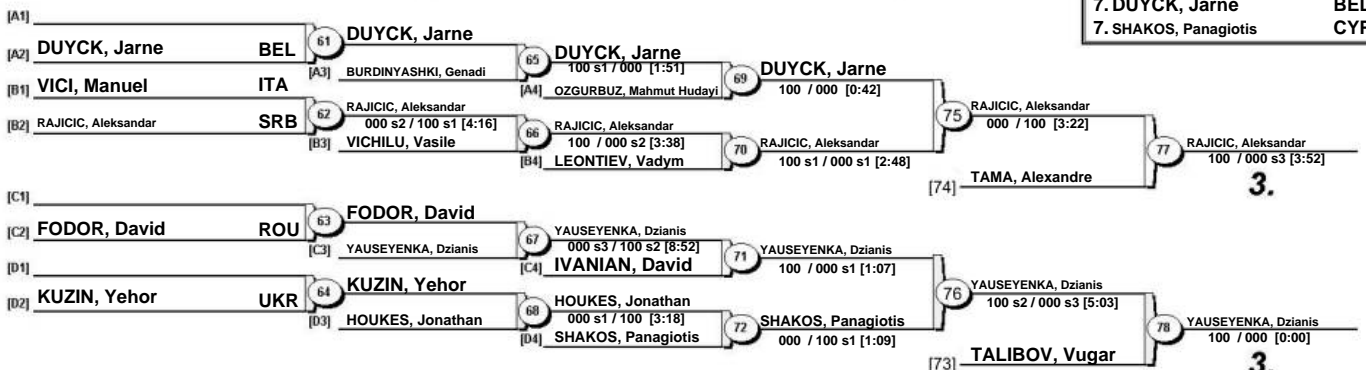 7. DUYCK, Jarne BEL
7. SHAKOS, Panagiotis CYP
[A1]
[A2] DUYCK, Jarne BEL
61
DUYCK, Jarne
[A3] BURDINYASHKI, Genadi
65
DUYCK, Jarne
100 s1 / 000 [1:51]
[A4] OZGURBUZ, Mahmut Hudayi
69
DUYCK, Jarne
100 / 000 [0:42]
[B1] VICI, Manuel ITA
[B2] RAJICIC, Aleksandar SRB
62
RAJICIC, Aleksandar
000 s2 / 100 s1 [4:16]
[B3] VICHILU, Vasile
66
RAJICIC, Aleksandar
100 / 000 s2 [3:38]
[B4] LEONTIEV, Vadym
70
RAJICIC, Aleksandar
100 s1 / 000 s1 [2:48]
75
RAJICIC, Aleksandar
000 / 100 [3:22]
[74] TAMA, Alexandre
77
RAJICIC, Aleksandar
100 / 000 s3 [3:52]
3.
[C1]
[C2] FODOR, David ROU
63
FODOR, David
[C3] YAUSEYENKA, Dzianis
67
YAUSEYENKA, Dzianis
000 s3 / 100 s2 [8:52]
[C4] IVANIAN, David
71
YAUSEYENKA, Dzianis
100 / 000 s1 [1:07]
[D1]
[D2] KUZIN, Yehor UKR
64
KUZIN, Yehor
[D3] HOUKES, Jonathan
68
HOUKES, Jonathan
000 s1 / 100 [3:18]
[D4] SHAKOS, Panagiotis
72
SHAKOS, Panagiotis
000 / 100 s1 [1:09]
76
YAUSEYENKA, Dzianis
100 s2 / 000 s3 [5:03]
[73] TALIBOV, Vugar
78
YAUSEYENKA, Dzianis
100 / 000 [0:00]
3.